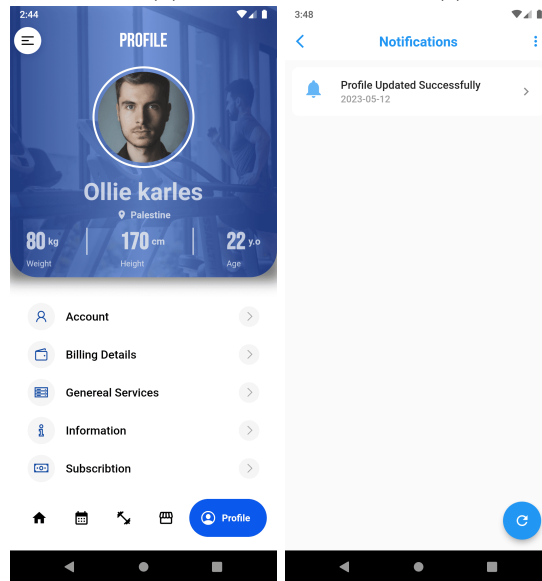 2:44
PROFILE
Ollie karles
Palestine
80 kg
170 cm
22 y.o
Weight
Height
Age
Account
Billing Details
Genereal Services
Information
Subscribtion
Profile
3:48
Notifications
Profile Updated Successfully
2023-05-12